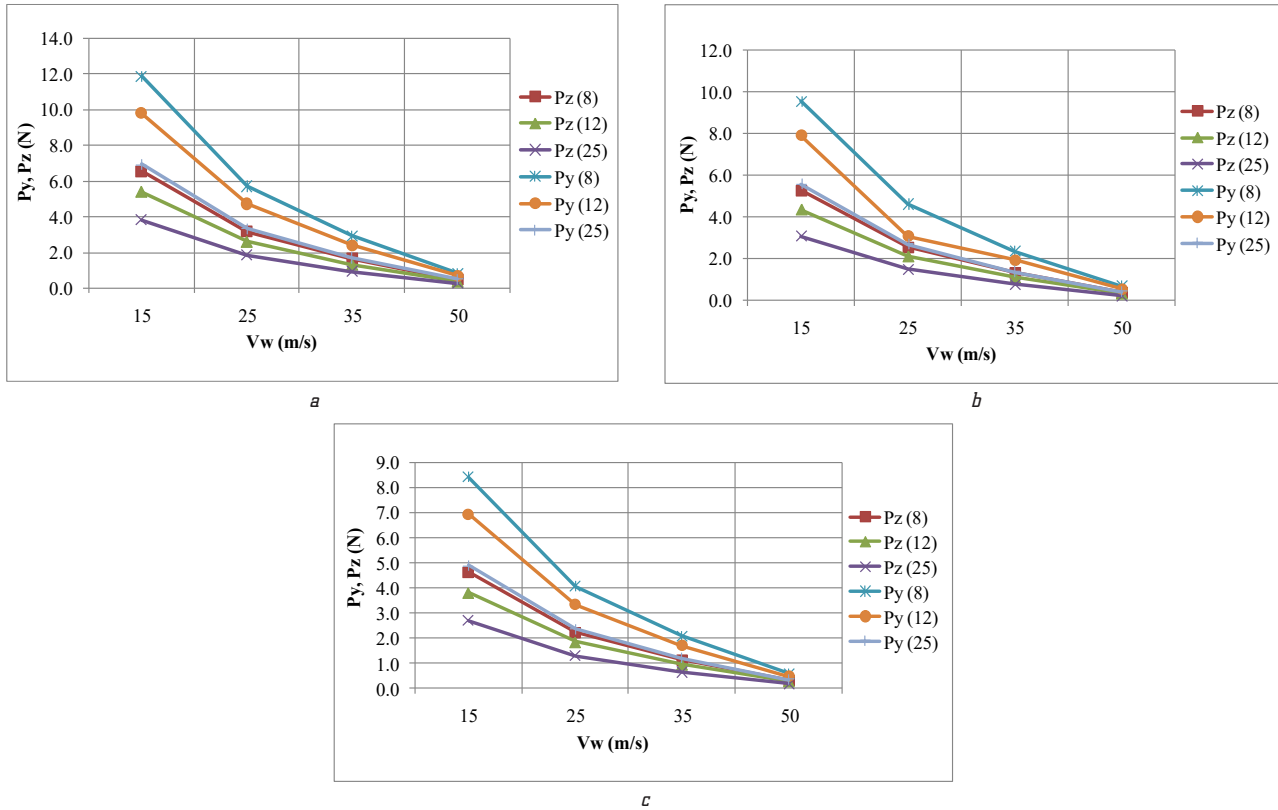 14.0
12.0
10.0
8.0
6.0
4.0
2.0
0.0
Py, Pz (N)
15 25 35 50
Vw (m/s)
Pz (8)
Pz (12)
Pz (25)
Py (8)
Py (12)
Py (25)
a
12.0
10.0
8.0
6.0
4.0
2.0
0.0
Py, Pz (N)
15 25 35 50
Vw (m/s)
Pz (8)
Pz (12)
Pz (25)
Py (8)
Py (12)
Py (25)
b
9.0
8.0
7.0
6.0
5.0
4.0
3.0
2.0
1.0
0.0
Py, Pz (N)
15 25 35 50
Vw (m/s)
Pz (8)
Pz (12)
Pz (25)
Py (8)
Py (12)
Py (25)
c